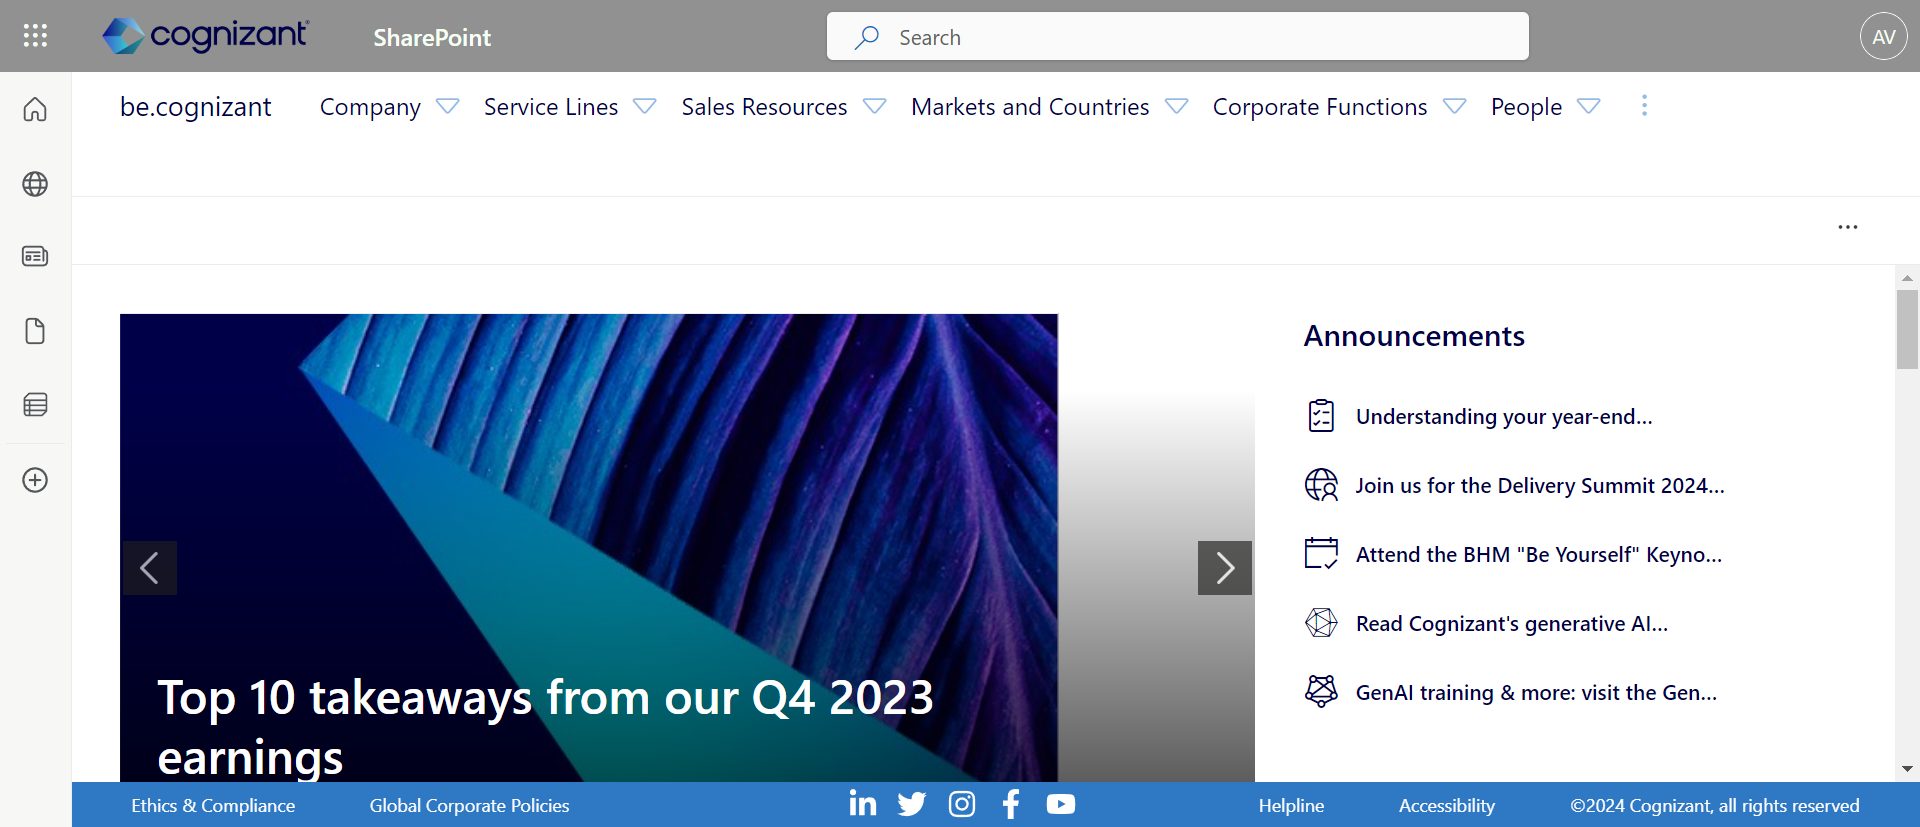 cognizant
SharePoint
Search
AV
be.cognizant
Company
Service Lines
Sales Resources
Markets and Countries
Corporate Functions
People
Announcements
Understanding your year-end...
Join us for the Delivery Summit 2024...
Attend the BHM "Be Yourself" Keyno...
Read Cognizant's generative AI...
GenAI training & more: visit the Gen...
Top 10 takeaways from our Q4 2023
earnings
Ethics & Compliance
Global Corporate Policies
Helpline
Accessibility
©2024 Cognizant, all rights reserved